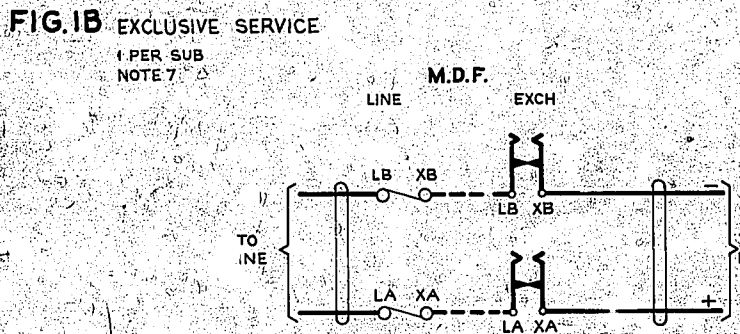 FIG.1B EXCLUSIVE SERVICE
1 PER SUB
NOTE 7
M.D.F.
LINE EXCH
LB XB
LB XB
−
TO
INE
LA XA
LA XA
+